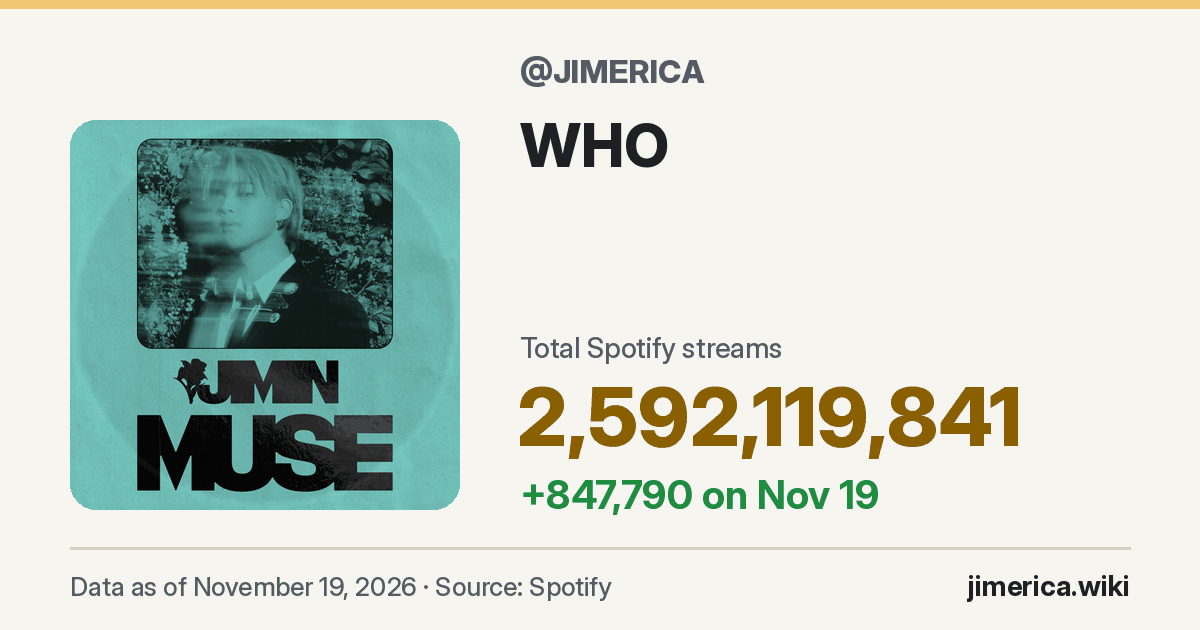 @JIMERICA
WHO
JIMIN
MUSE
Total Spotify streams
2,592,119,841
+847,790 on Nov 19
Data as of November 19, 2026 · Source: Spotify
jimerica.wiki